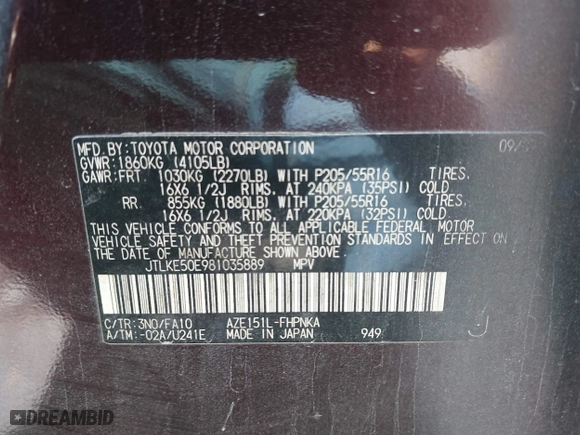 MFD.BY:TOYOTA MOTOR CORPORATION 09/
GVWR:1860KG (4105LB)
GAWR:FRT 1030KG (2270LB) WITH P205/55R16 TIRES,
16X6 1/2J RIMS, AT 240KPA (35PSI) COLD
RR 855KG (1880LB) WITH P205/55R16 TIRES,
16X6 1/2J RIMS, AT 220KPA (32PSI) COLD
THIS VEHICLE CONFORMS TO ALL APPLICABLE FEDERAL MOTOR
VEHICLE SAFETY AND THEFT PREVENTION STANDARDS IN EFFECT ON
THE DATE OF MANUFACTURE SHOWN ABOVE.
JTLKE50E981035889 MPV
C/TR:3N0/FA10 AZE151L-FHPNKA
A/TM:-02A/U241E MADE IN JAPAN 949
DREAMBID